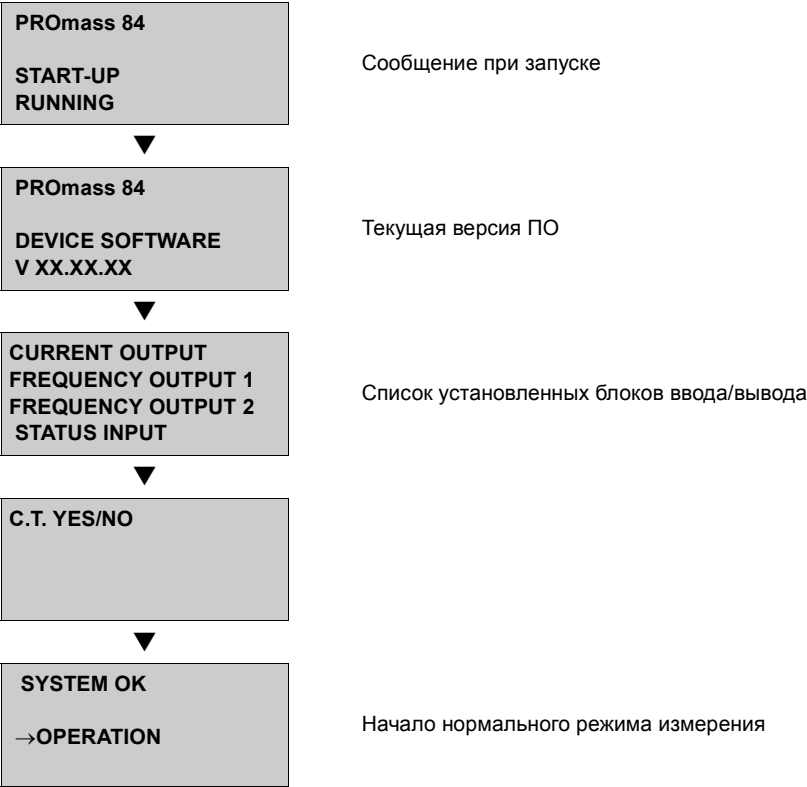 PROmass 84
START-UP
RUNNING
Сообщение при запуске
PROmass 84
DEVICE SOFTWARE
V XX.XX.XX
Текущая версия ПО
CURRENT OUTPUT
FREQUENCY OUTPUT 1
FREQUENCY OUTPUT 2
STATUS INPUT
Список установленных блоков ввода/вывода
C.T. YES/NO
SYSTEM OK
→OPERATION
Начало нормального режима измерения